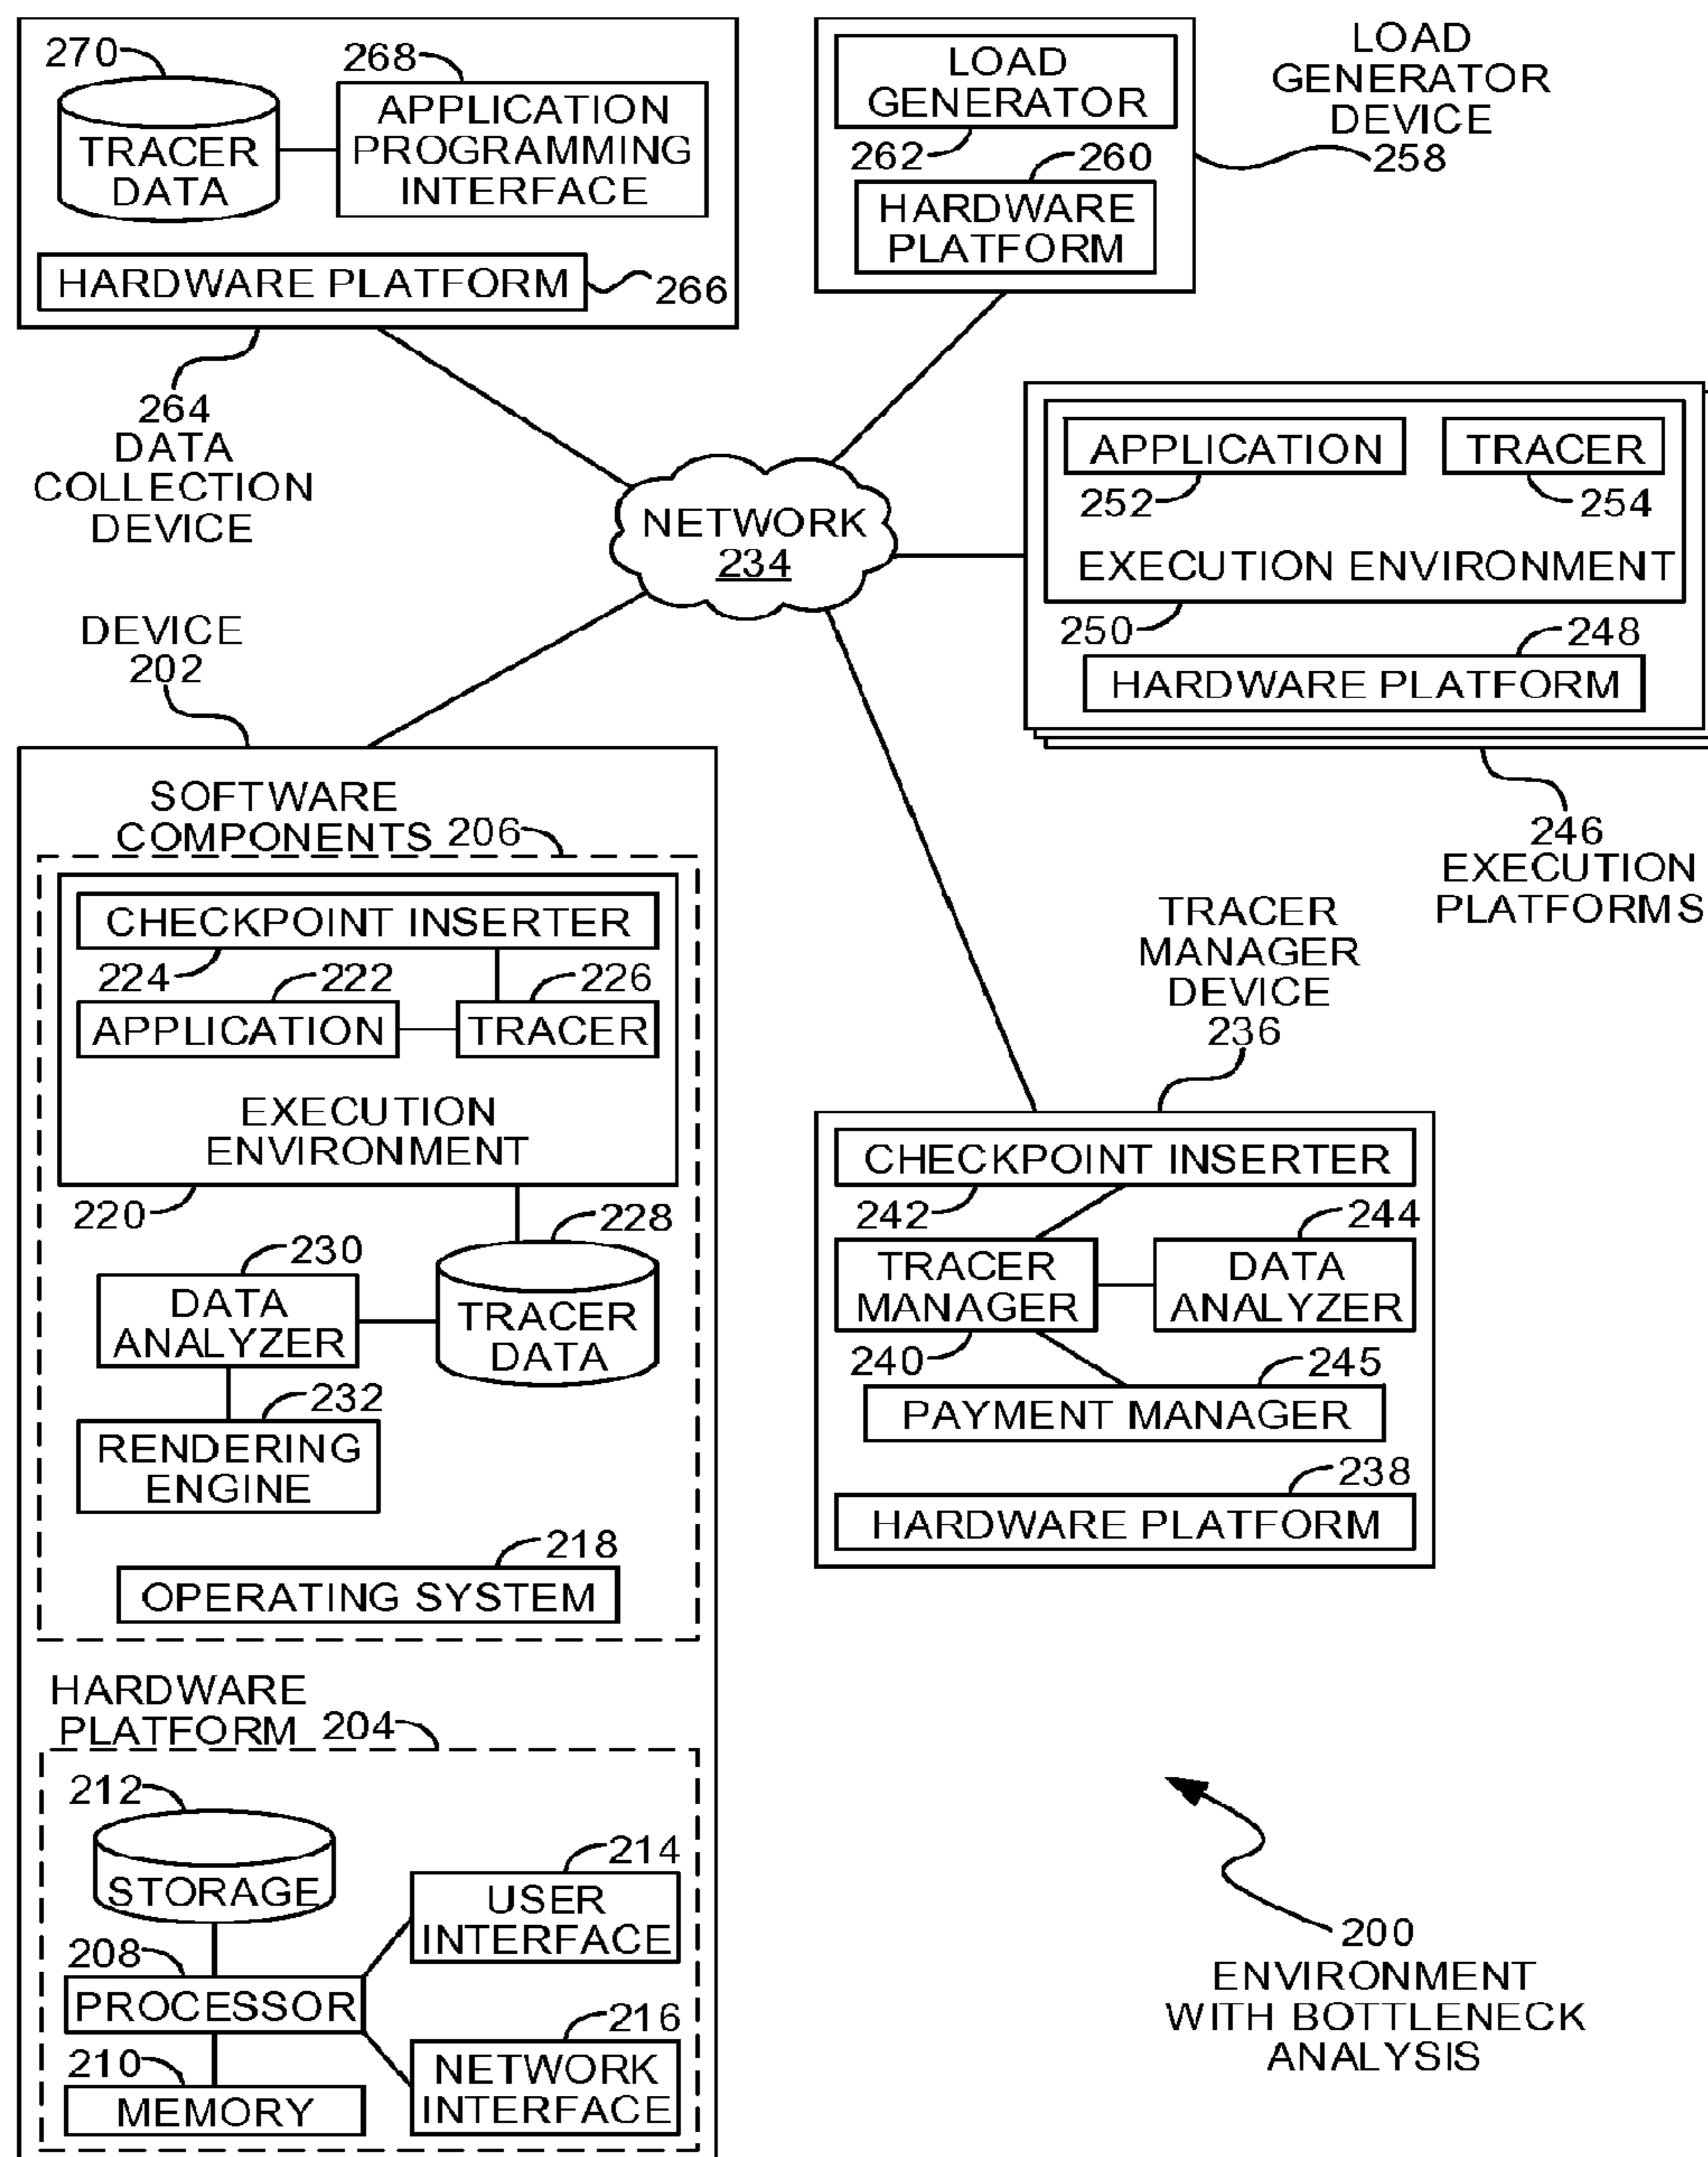 270
268
TRACER
DATA
APPLICATION
PROGRAMMING
INTERFACE
HARDWARE PLATFORM
266
264
DATA
COLLECTION
DEVICE
LOAD
GENERATOR
262
260
HARDWARE
PLATFORM
LOAD
GENERATOR
DEVICE
258
NETWORK
234
APPLICATION
TRACER
252
254
EXECUTION ENVIRONMENT
250
248
HARDWARE PLATFORM
246
EXECUTION
PLATFORMS
DEVICE
202
SOFTWARE
COMPONENTS 206
CHECKPOINT INSERTER
224
222
226
APPLICATION
TRACER
EXECUTION
ENVIRONMENT
220
228
230
DATA
ANALYZER
TRACER
DATA
232
RENDERING
ENGINE
218
OPERATING SYSTEM
HARDWARE
PLATFORM 204
212
STORAGE
214
USER
INTERFACE
208
PROCESSOR
216
NETWORK
INTERFACE
210
MEMORY
TRACER
MANAGER
DEVICE
236
CHECKPOINT INSERTER
242
244
TRACER
MANAGER
DATA
ANALYZER
240
245
PAYMENT MANAGER
238
HARDWARE PLATFORM
200
ENVIRONMENT
WITH BOTTLENECK
ANALYSIS